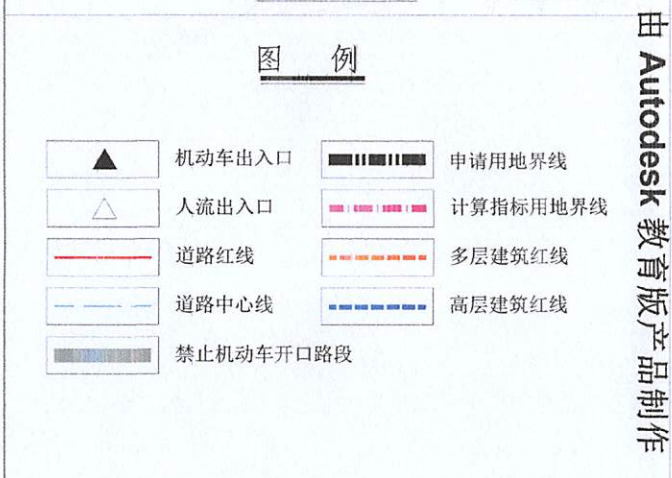 图 例
机动车出入口
申请用地界线
人流出入口
计算指标用地界线
道路红线
多层建筑红线
道路中心线
高层建筑红线
禁止机动车开口路段
由 Autodesk 教育版产品制作